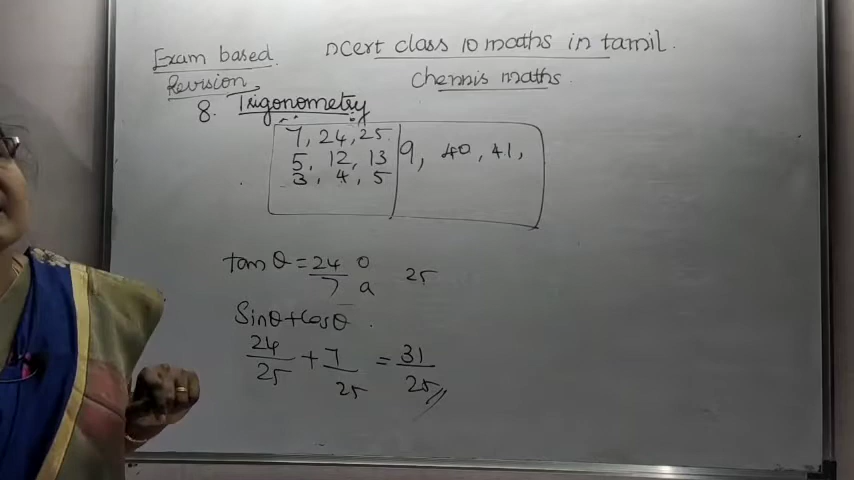 Exam based
Revision
ncert class 10 maths in tamil.
chennis maths
8. Trigonometry
7, 24, 25
5, 12, 13
3, 4, 5
9, 40, 41,
tan θ = 24/7 o/a 25
Sinθ + Cosθ
24/25 + 7/25 = 31/25 //